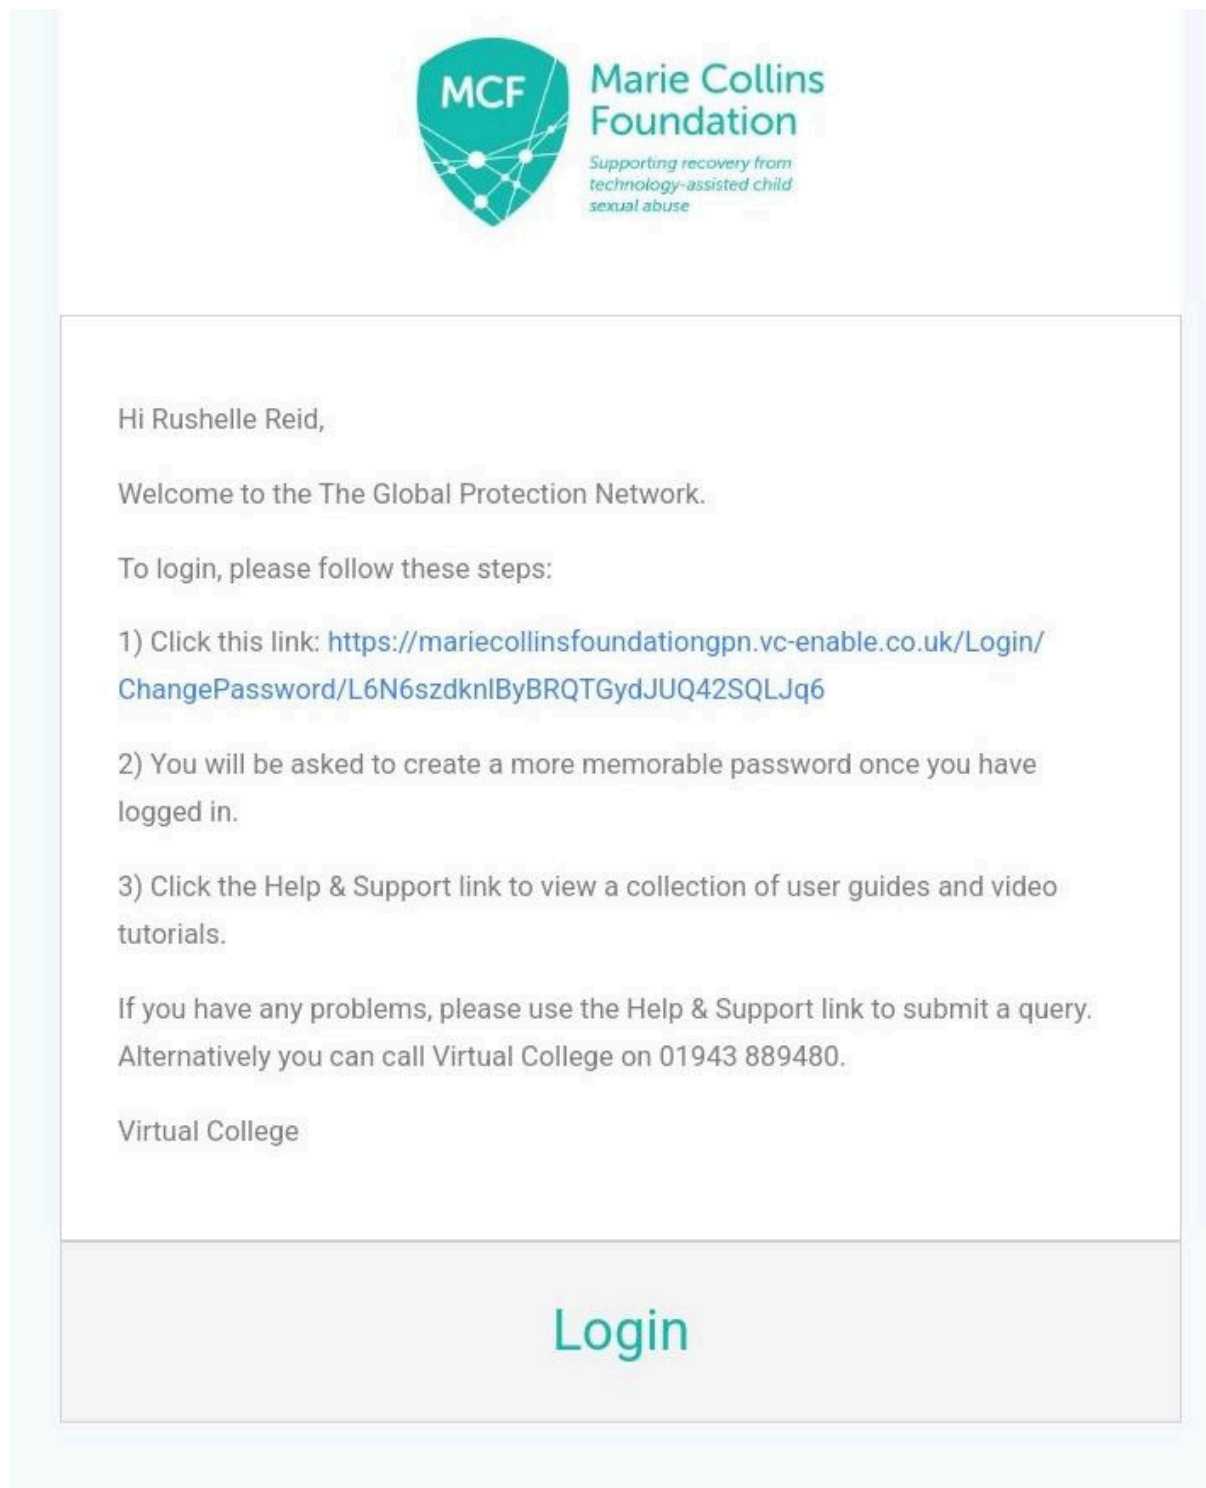 MCF
Marie Collins
Foundation
Supporting recovery from
technology-assisted child
sexual abuse
Hi Rushelle Reid,
Welcome to the The Global Protection Network.
To login, please follow these steps:
1) Click this link: https://mariecollinsfoundationgpn.vc-enable.co.uk/Login/
ChangePassword/L6N6szdknlByBRQTGydJUQ42SQLJq6
2) You will be asked to create a more memorable password once you have
logged in.
3) Click the Help & Support link to view a collection of user guides and video
tutorials.
If you have any problems, please use the Help & Support link to submit a query.
Alternatively you can call Virtual College on 01943 889480.
Virtual College
Login